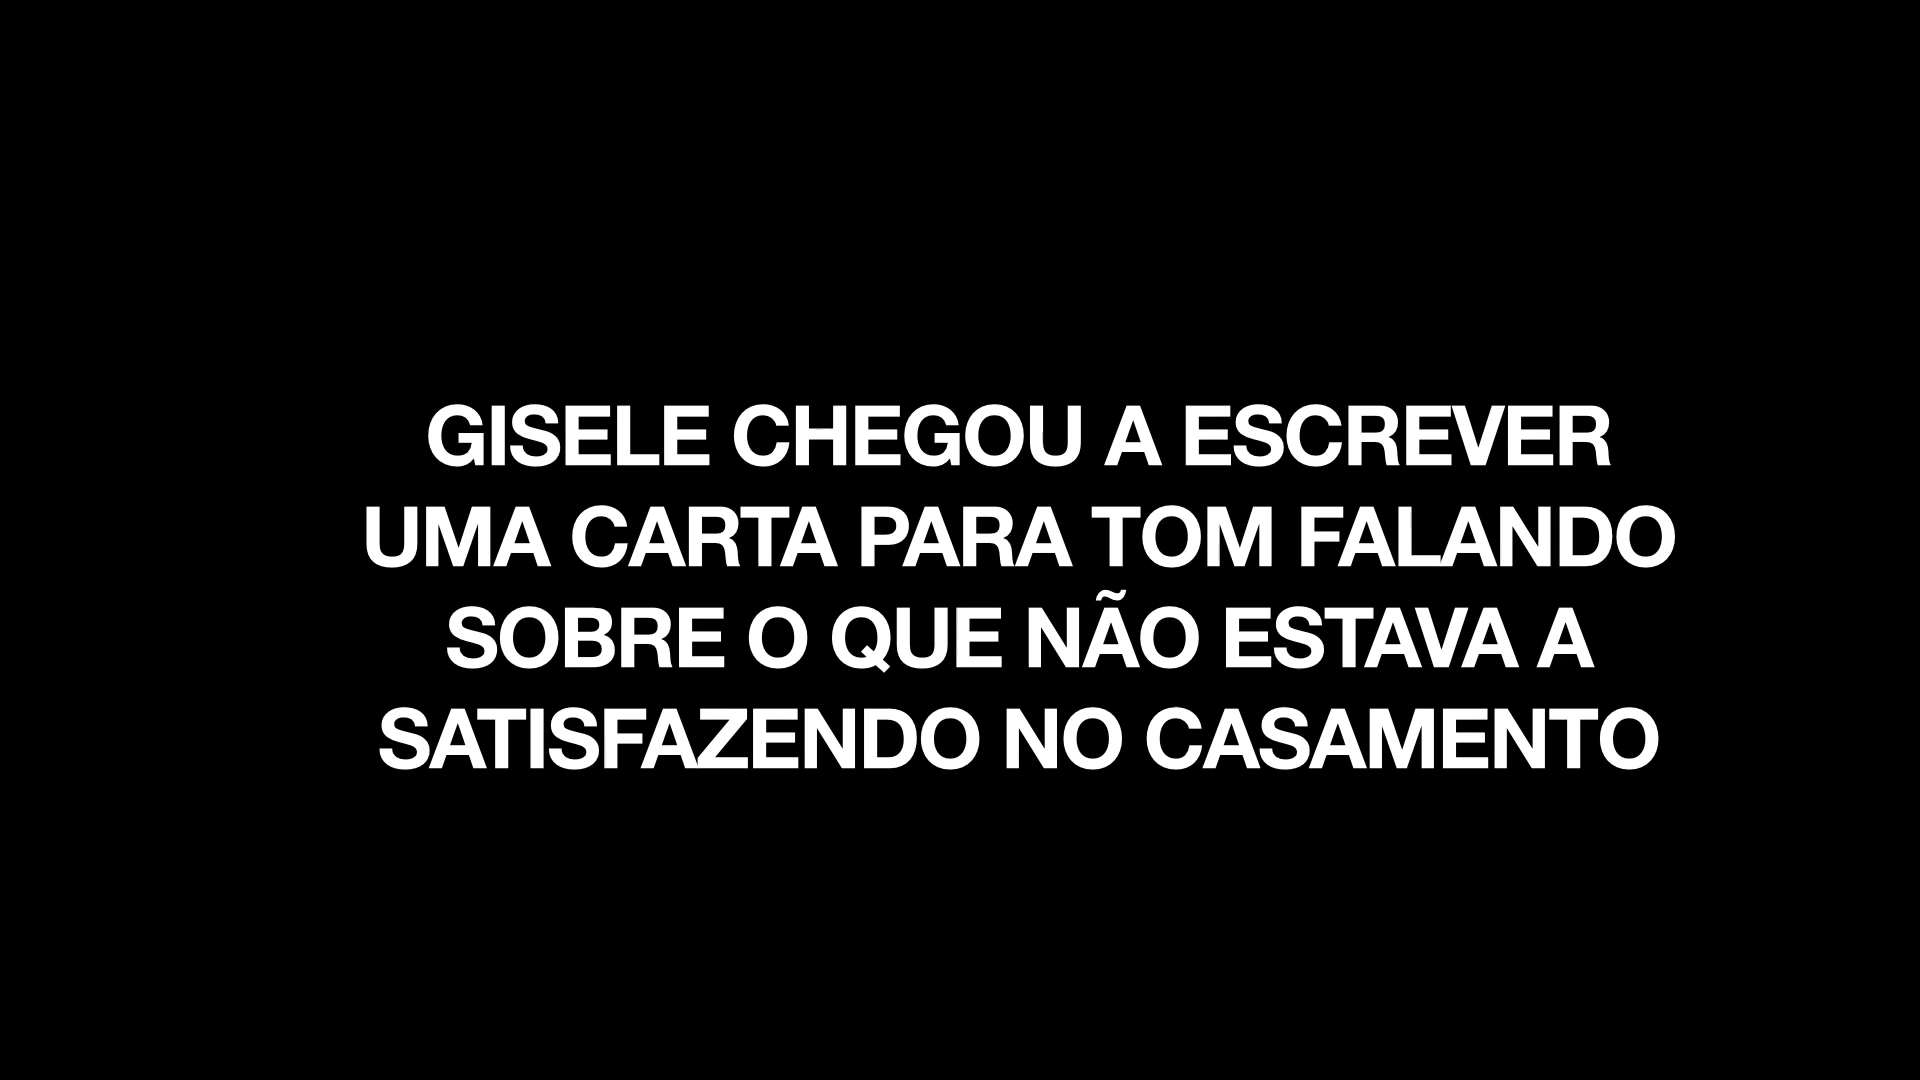 GISELE CHEGOU A ESCREVER
UMA CARTA PARA TOM FALANDO
SOBRE O QUE NÃO ESTAVA A
SATISFAZENDO NO CASAMENTO